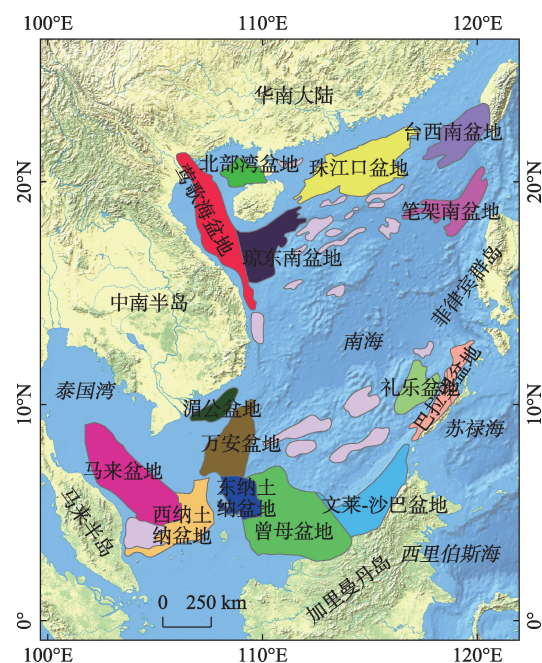 100°E
110°E
120°E
华南大陆
台西南盆地
北部湾盆地
珠江口盆地
20°N
20°N
莺歌海盆地
笔架南盆地
琼东南盆地
菲律宾群岛
中南半岛
南海
泰国湾
礼乐盆地
巴拉望盆地
10°N
10°N
湄公盆地
苏禄海
万安盆地
马来盆地
东纳土
纳盆地
文莱-沙巴盆地
西纳土
纳盆地
曾母盆地
马来半岛
西里伯斯海
加里曼丹岛
0 250 km
0°
0°
100°E
110°E
120°E